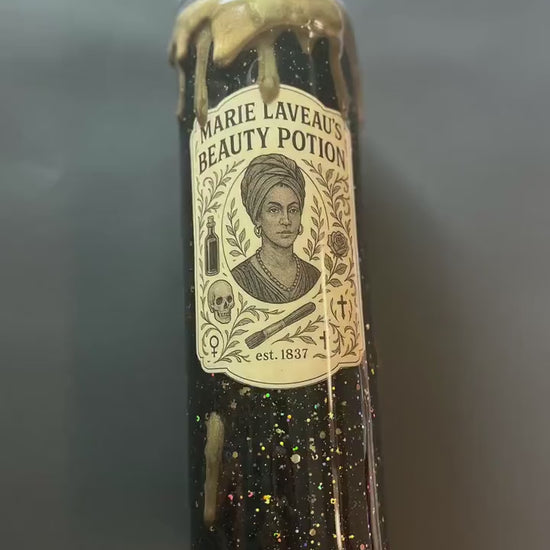 MARIE LAVEAU'S
BEAUTY POTION
est. 1837